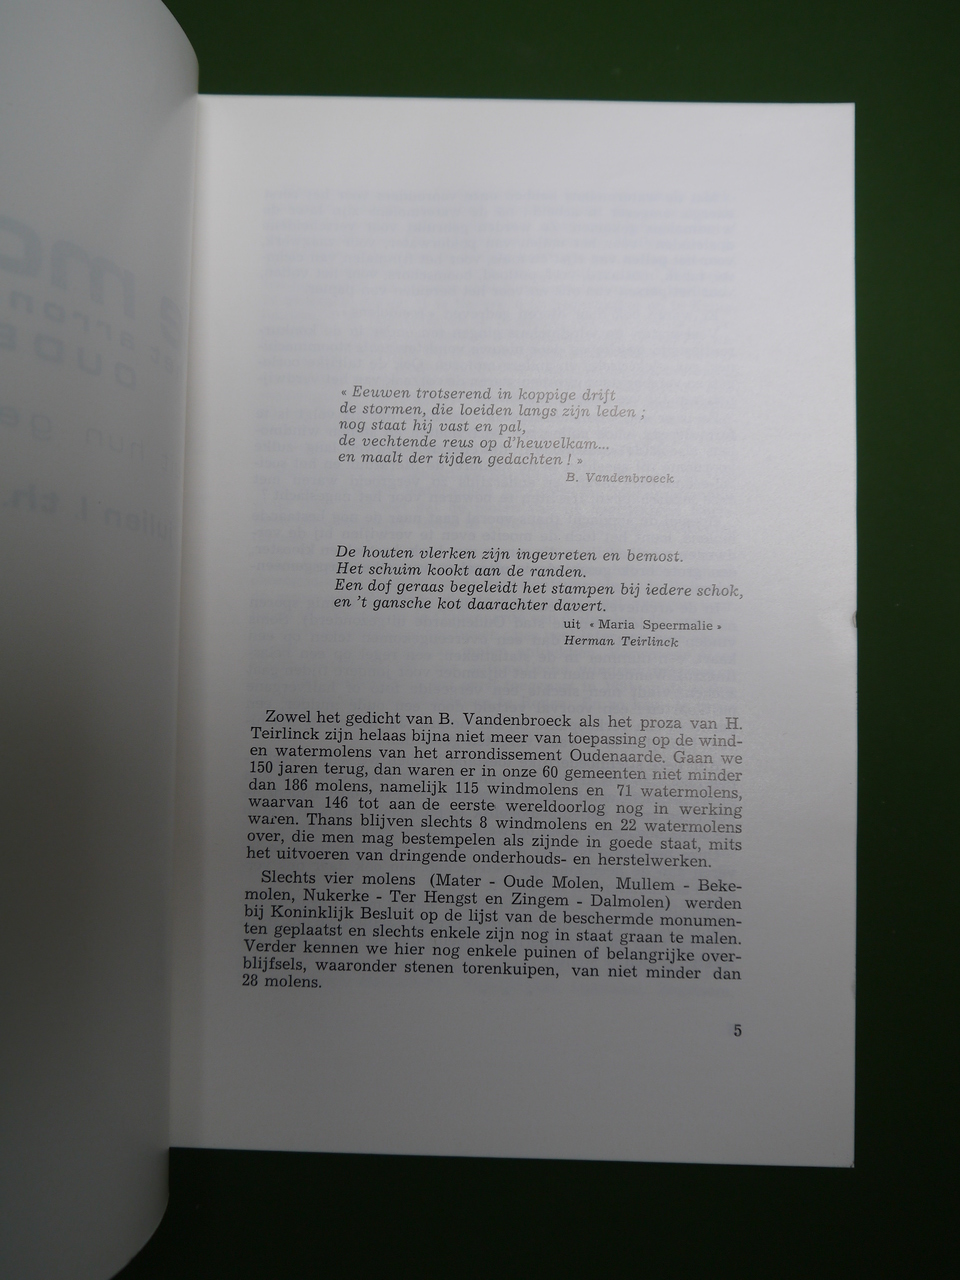 « Eeuwen trotserend in koppige drift
de stormen, die loeiden langs zijn leden ;
nog staat hij vast en pal,
de vechtende reus op d'heuvelkam...
en maalt der tijden gedachten ! »
B. Vandenbroeck
De houten vlerken zijn ingevreten en bemost.
Het schuim kookt aan de randen.
Een dof geraas begeleidt het stampen bij iedere schok,
en 't gansche kot daarachter davert.
uit « Maria Speermalie »
Herman Teirlinck
Zowel het gedicht van B. Vandenbroeck als het proza van H.
Teirlinck zijn helaas bijna niet meer van toepassing op de wind-
en watermolens van het arrondissement Oudenaarde. Gaan we
150 jaren terug, dan waren er in onze 60 gemeenten niet minder
dan 186 molens, namelijk 115 windmolens en 71 watermolens,
waarvan 146 tot aan de eerste wereldoorlog nog in werking
waren. Thans blijven slechts 8 windmolens en 22 watermolens
over, die men mag bestempelen als zijnde in goede staat, mits
het uitvoeren van dringende onderhouds- en herstelwerken.
Slechts vier molens (Mater - Oude Molen, Mullem - Beke-
molen, Nukerke - Ter Hengst en Zingem - Dalmolen) werden
bij Koninklijk Besluit op de lijst van de beschermde monumen-
ten geplaatst en slechts enkele zijn nog in staat graan te malen.
Verder kennen we hier nog enkele puinen of belangrijke over-
blijfsels, waaronder stenen torenkuipen, van niet minder dan
28 molens.
5